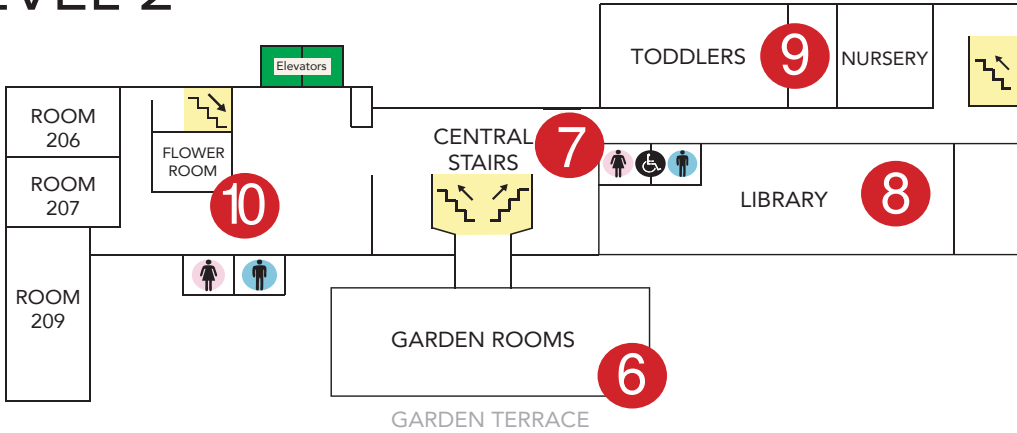 LEVEL 2
Elevators
TODDLERS
9
NURSERY
ROOM
206
FLOWER
ROOM
CENTRAL
STAIRS
7
ROOM
207
10
LIBRARY
8
ROOM
209
GARDEN ROOMS
6
GARDEN TERRACE